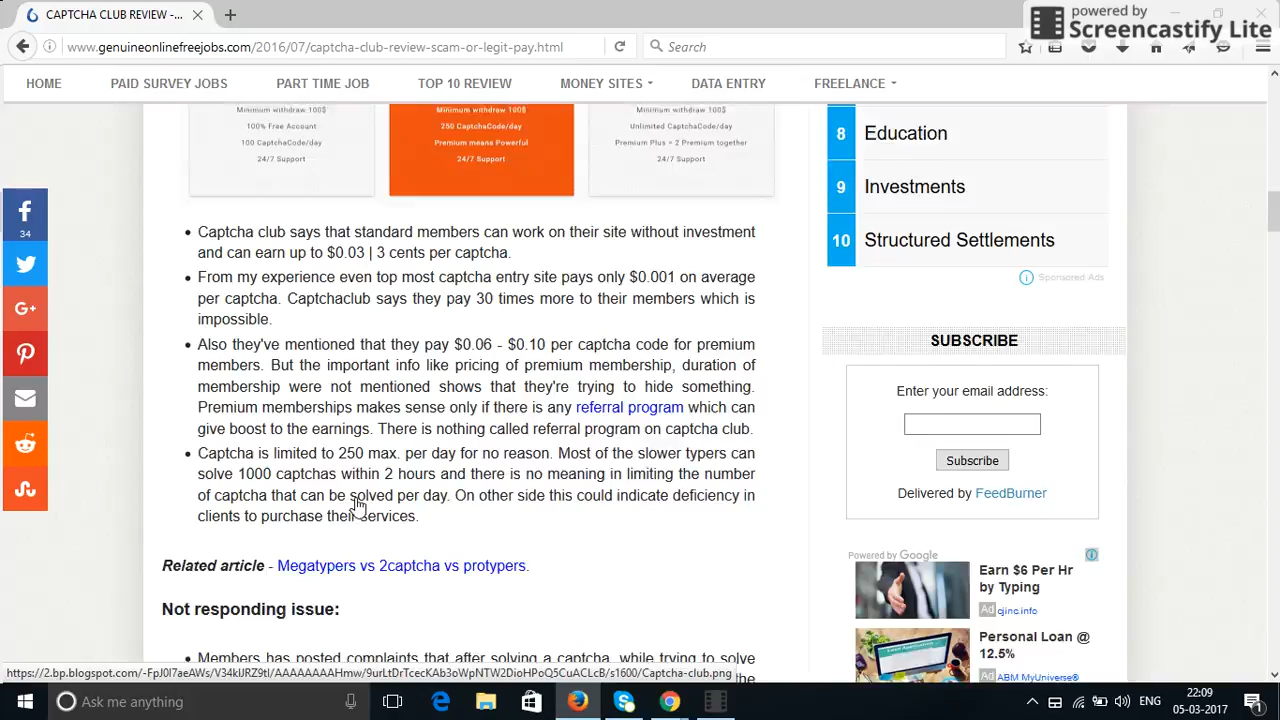 CAPTCHA CLUB REVIEW -...
powered by
Screencastify Lite
www.genuineonlinefreejobs.com/2016/07/captcha-club-review-scam-or-legit-pay.html
Search
HOME
PAID SURVEY JOBS
PART TIME JOB
TOP 10 REVIEW
MONEY SITES
DATA ENTRY
FREELANCE
Minimum withdraw 100$
100% Free Account
100 CaptchaCode/day
24/7 Support
Minimum withdraw 100$
250 CaptchaCode/day
Premium means Powerful
24/7 Support
Minimum withdraw 100$
Unlimited CaptchaCode/day
Premium Plus = 2 Premium together
24/7 Support
34
Captcha club says that standard members can work on their site without investment
and can earn up to $0.03 | 3 cents per captcha.
From my experience even top most captcha entry site pays only $0.001 on average
per captcha. Captchaclub says they pay 30 times more to their members which is
impossible.
Also they've mentioned that they pay $0.06 - $0.10 per captcha code for premium
members. But the important info like pricing of premium membership, duration of
membership were not mentioned shows that they're trying to hide something.
Premium memberships makes sense only if there is any referral program which can
give boost to the earnings. There is nothing called referral program on captcha club.
Captcha is limited to 250 max. per day for no reason. Most of the slower typers can
solve 1000 captchas within 2 hours and there is no meaning in limiting the number
of captcha that can be solved per day. On other side this could indicate deficiency in
clients to purchase their services.
Related article - Megatypers vs 2captcha vs protypers.
Not responding issue:
Members has posted complaints that after solving a captcha, while trying to solve
the
8 Education
9 Investments
10 Structured Settlements
Sponsored Ads
SUBSCRIBE
Enter your email address:
Subscribe
Delivered by FeedBurner
Powered by Google
Earn $6 Per Hr
by Typing
Ad cjinc.info
Personal Loan @
12.5%
Ad ABM MyUniverse®
Ask me anything
ENG
22:09
05-03-2017
1